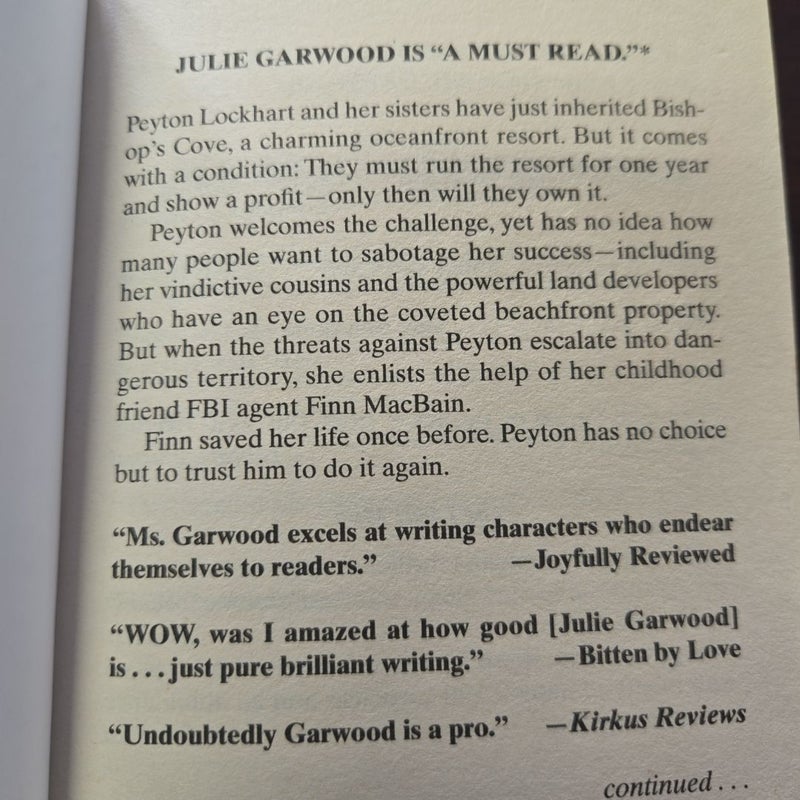 JULIE GARWOOD IS “A MUST READ.”*
Peyton Lockhart and her sisters have just inherited Bish-
op’s Cove, a charming oceanfront resort. But it comes
with a condition: They must run the resort for one year
and show a profit—only then will they own it.
Peyton welcomes the challenge, yet has no idea how
many people want to sabotage her success—including
her vindictive cousins and the powerful land developers
who have an eye on the coveted beachfront property.
But when the threats against Peyton escalate into dan-
gerous territory, she enlists the help of her childhood
friend FBI agent Finn MacBain.
Finn saved her life once before. Peyton has no choice
but to trust him to do it again.
“Ms. Garwood excels at writing characters who endear
themselves to readers.” —Joyfully Reviewed
“WOW, was I amazed at how good [Julie Garwood]
is . . . just pure brilliant writing.” —Bitten by Love
“Undoubtedly Garwood is a pro.” —Kirkus Reviews
continued . . .